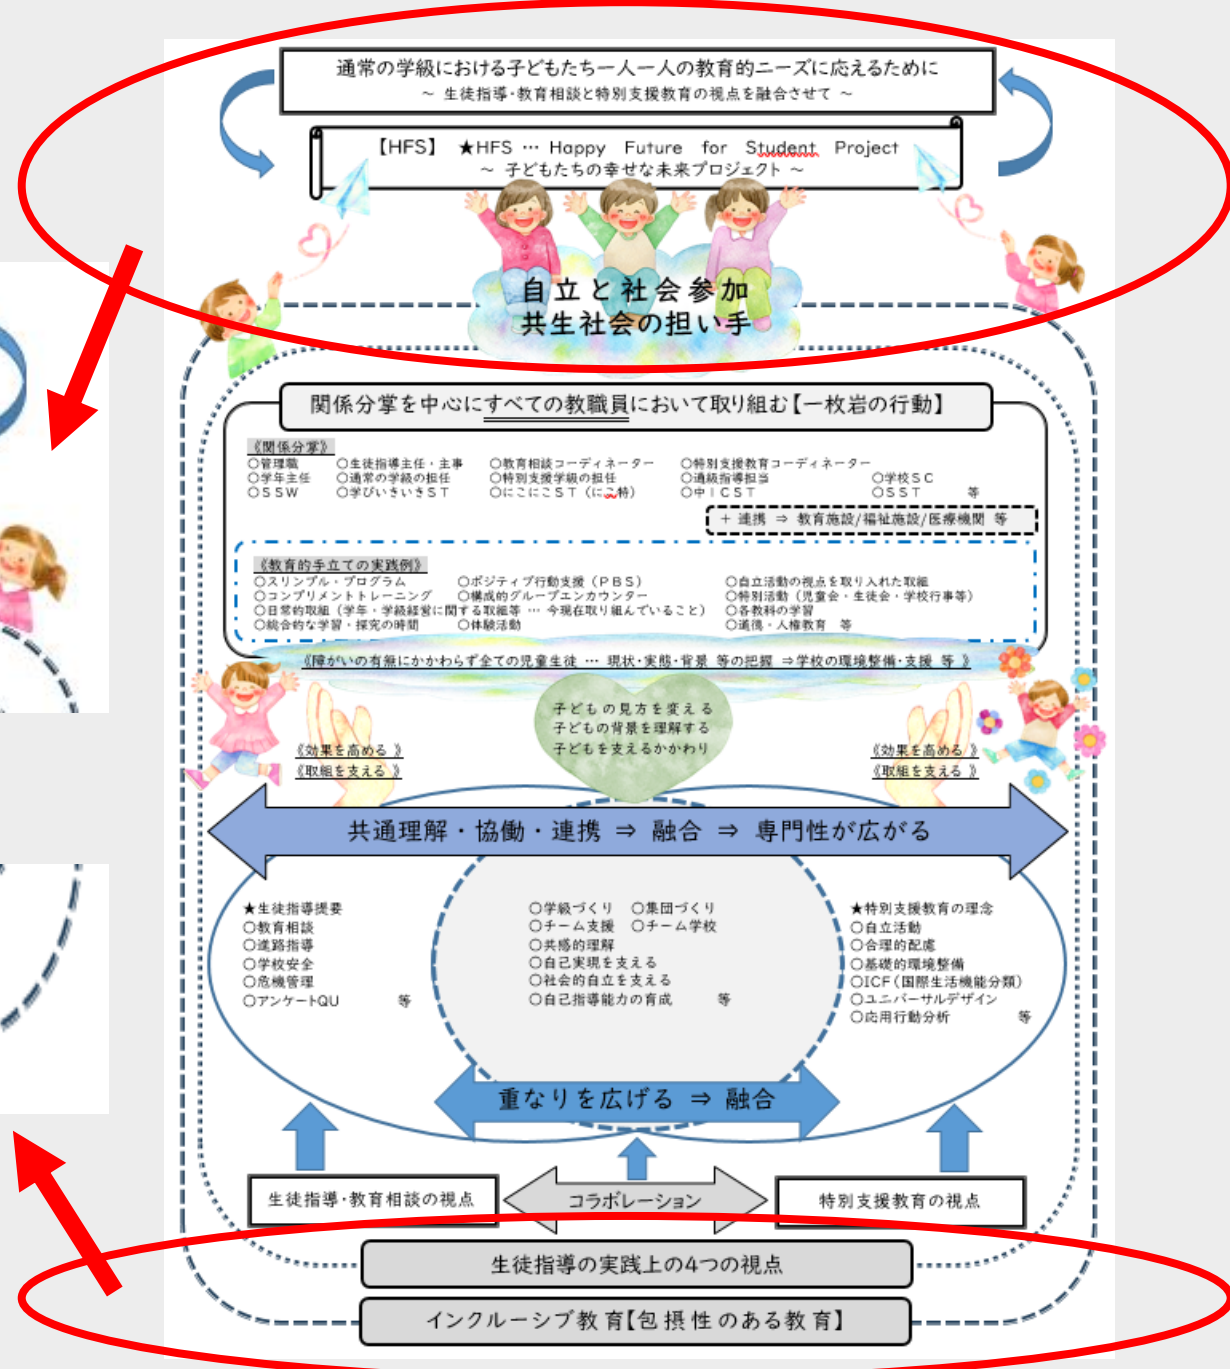 通常の学級における子どもたち一人一人の教育的ニーズに応えるために
～ 生徒指導・教育相談と特別支援教育の視点を融合させて ～
【HFS】 ★HFS … Happy Future for Student Project
～ 子どもたちの幸せな未来プロジェクト ～
自立と社会参加
共生社会の担い手
関係分掌を中心にすべての教職員において取り組む【一枚岩の行動】
《関係分掌》
○管理職 ○生徒指導主任・主事 ○教育相談コーディネーター ○特別支援教育コーディネーター
○学年主任 ○通常の学級の担任 ○特別支援学級の担任 ○通級指導担当 ○学校SC
○SSW ○学びいきいきST ○にこにこST（にこ特） ○中1CST ○SST 等
＋ 連携 ⇒ 教育施設/福祉施設/医療機関 等
《教育的手立ての実践例》
○スリンプル・プログラム ○ポジティブ行動支援（PBS） ○自立活動の視点を取り入れた取組
○コンプリメントトレーニング ○構成的グループエンカウンター ○特別活動（児童会・生徒会・学校行事等）
○日常的取組（学年・学級経営に関する取組等 … 今現在取り組んでいること） ○各教科の学習
○総合的な学習・探究の時間 ○体験活動 ○道徳・人権教育 等
《障がいの有無にかかわらず全ての児童生徒 … 現状・実態・背景 等の把握 ⇒学校の環境整備・支援 等 》
子どもの見方を変える
子どもの背景を理解する
子どもを支えるかかわり
《効果を高める 》
《取組を支える 》
《効果を高める 》
《取組を支える 》
共通理解・協働・連携 ⇒ 融合 ⇒ 専門性が広がる
★生徒指導提要
○教育相談
○進路指導
○学校安全
○危機管理
○アンケートQU 等
○学級づくり ○集団づくり
○チーム支援 ○チーム学校
○共感的理解
○自己実現を支える
○社会的自立を支える
○自己指導能力の育成 等
★特別支援教育の理念
○自立活動
○合理的配慮
○基礎的環境整備
○ICF（国際生活機能分類）
○ユニバーサルデザイン
○応用行動分析 等
重なりを広げる ⇒ 融合
生徒指導・教育相談の視点
コラボレーション
特別支援教育の視点
生徒指導の実践上の4つの視点
インクルーシブ教育【包摂性のある教育】